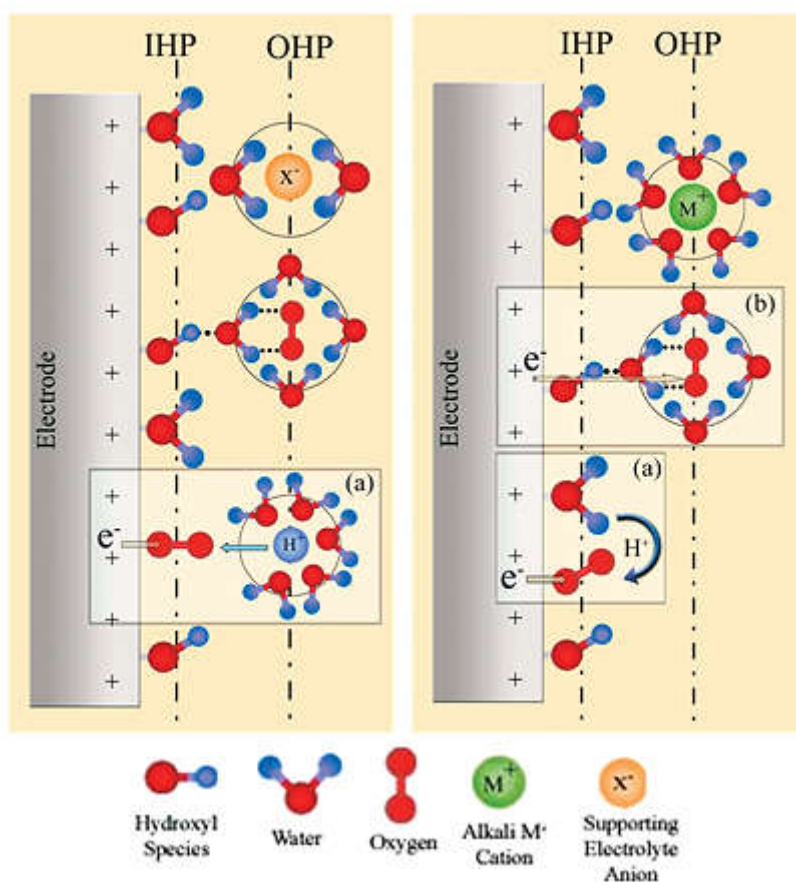 IHP
OHP
+
+
+
+
+
+
+
+
+
+
Electrode
X⁻
(a)
e⁻
H⁺
IHP
OHP
+
+
+
+
+
+
+
+
+
+
Electrode
M⁺
(b)
e⁻
(a)
H⁺
e⁻
Hydroxyl
Species
Water
Oxygen
M⁺
Alkali M⁺
Cation
X⁻
Supporting
Electrolyte
Anion